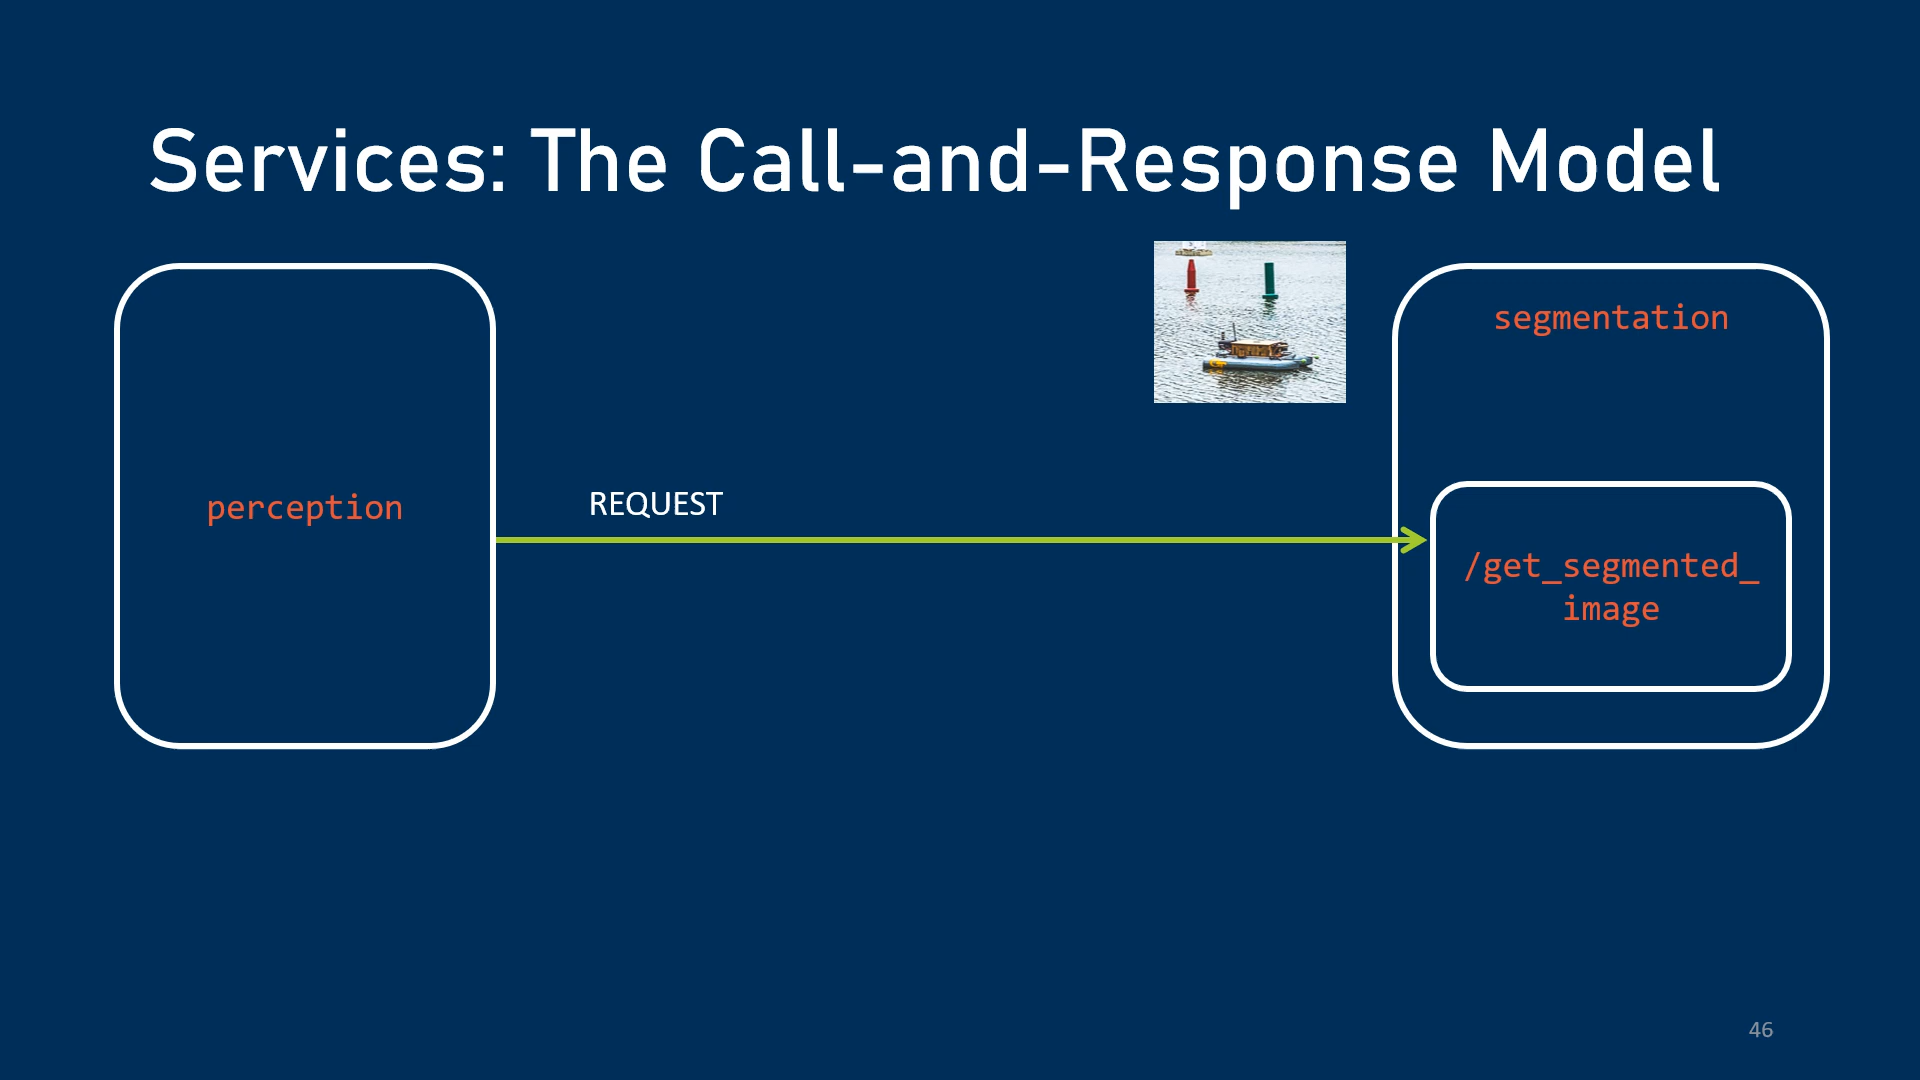 Services: The Call-and-Response Model
segmentation
perception
REQUEST
/get_segmented_
image
46